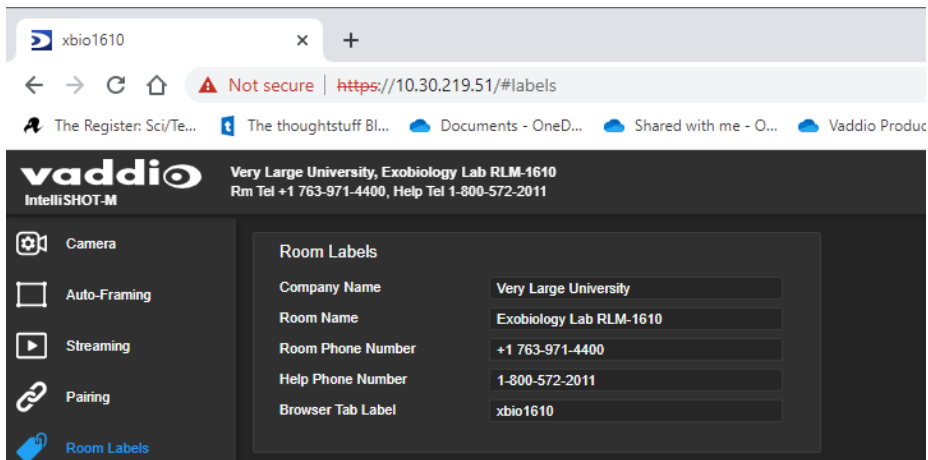 xbio1610
Not secure | https://10.30.219.51/#labels
The Register: Sci/Te... The thoughtstuff Bl... Documents - OneD... Shared with me - O... Vaddio Produc
vaddio
IntelliSHOT-M
Very Large University, Exobiology Lab RLM-1610
Rm Tel +1 763-971-4400, Help Tel 1-800-572-2011
Camera
Auto-Framing
Streaming
Pairing
Room Labels
Room Labels
Company Name Very Large University
Room Name Exobiology Lab RLM-1610
Room Phone Number +1 763-971-4400
Help Phone Number 1-800-572-2011
Browser Tab Label xbio1610